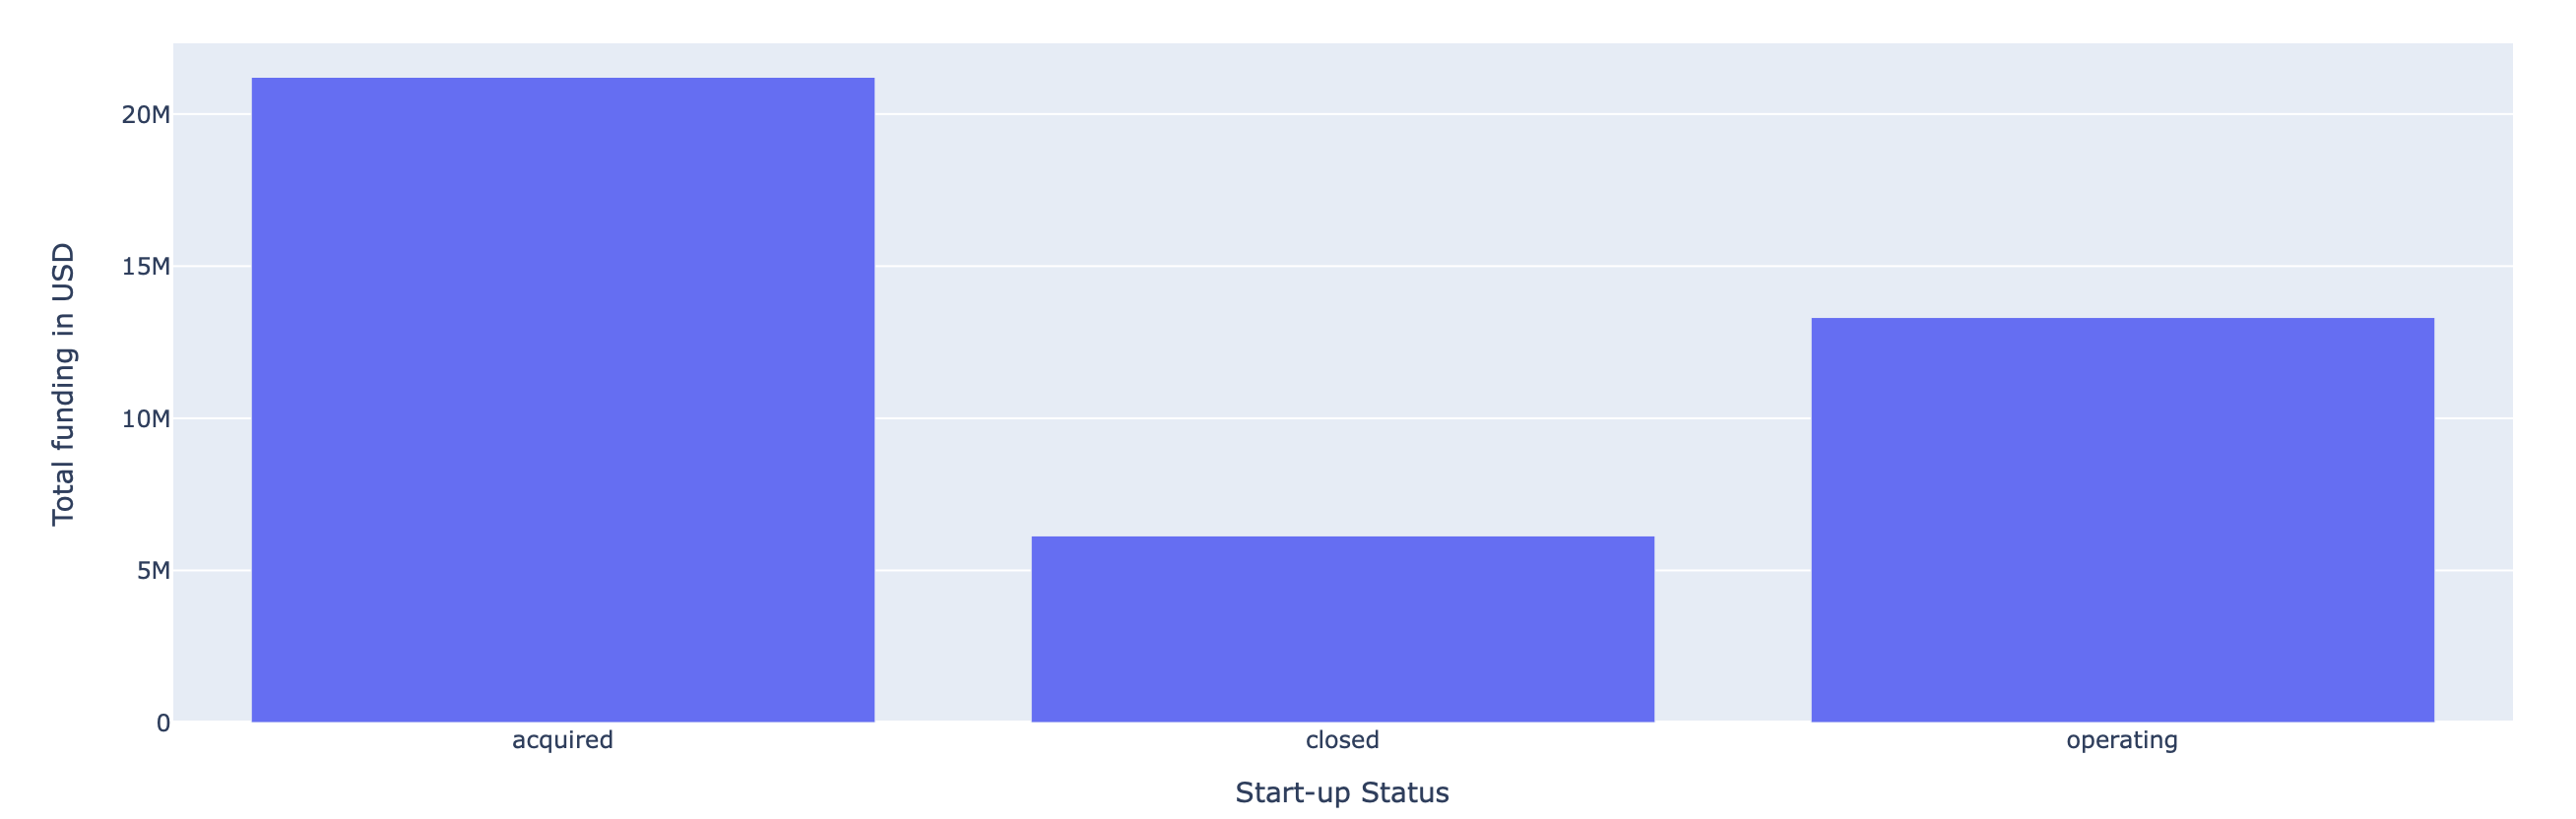 Total funding in USD
20M
15M
10M
5M
0
acquired
closed
operating
Start-up Status